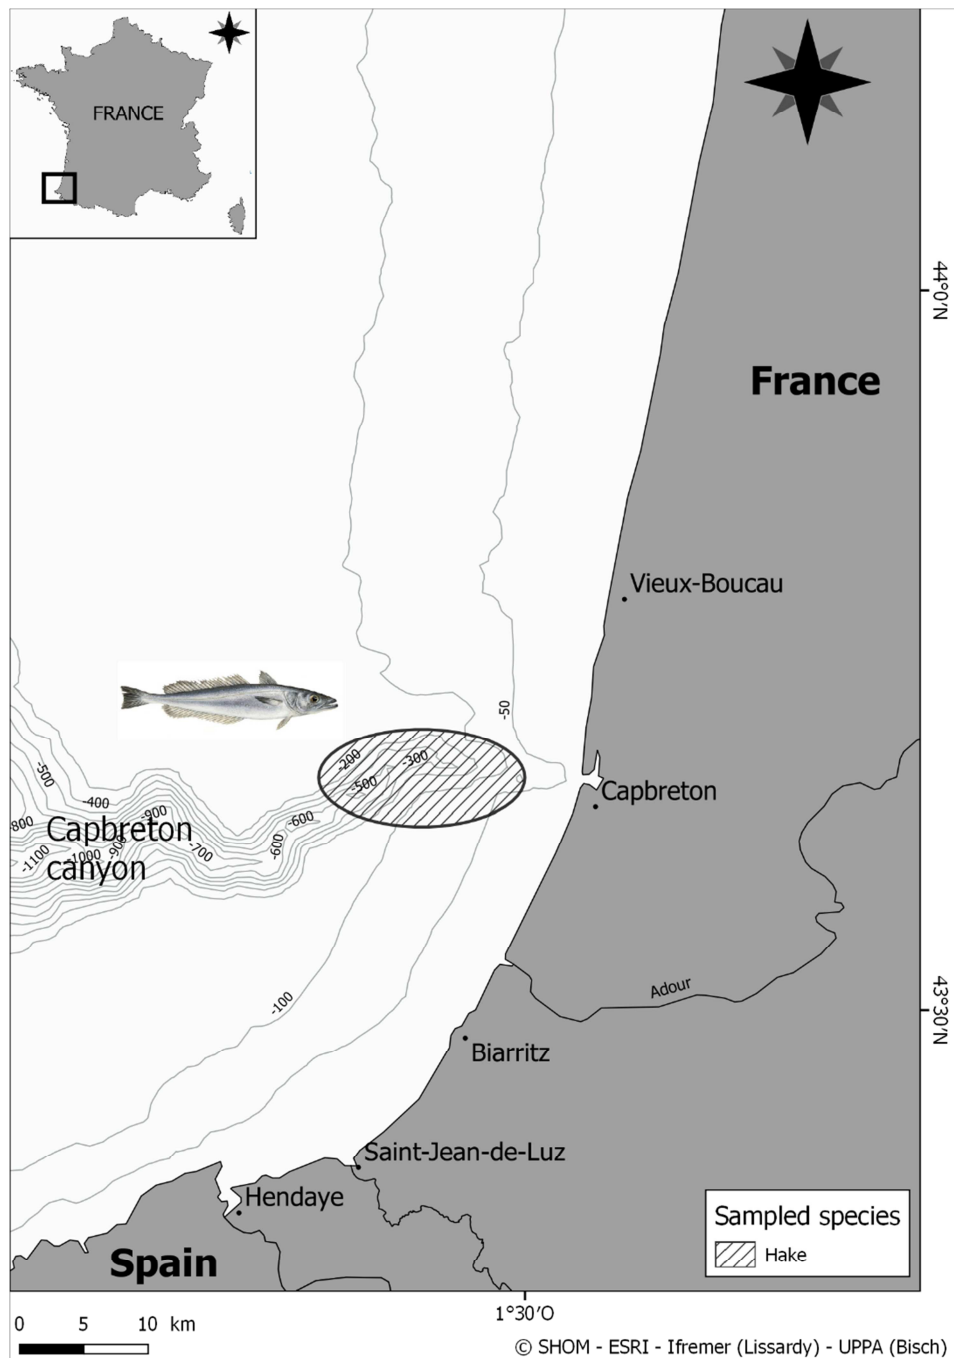 FRANCE
44°0'N
France
Vieux-Boucau
-50
-200
-300
-500
-500
-400
Capbreton
-600
-900
800
Capbreton
canyon
-1100
-1000
-900
-700
-600
Adour
-100
43°30'N
Biarritz
Saint-Jean-de-Luz
Hendaye
Spain
Sampled species
Hake
1°30'O
0 5 10 km
© SHOM - ESRI - Ifremer (Lissardy) - UPPA (Bisch)